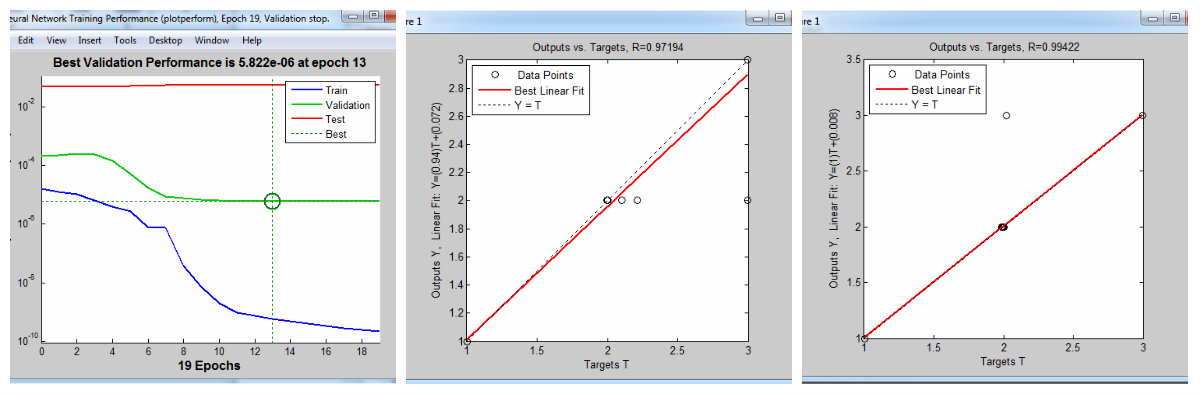 Neural Network Training Performance (plotperform), Epoch 19, Validation stop.
Edit View Insert Tools Desktop Window Help
Best Validation Performance is 5.822e-06 at epoch 13
Train
Validation
Test
Best
10^-2
10^-4
10^-6
10^-8
10^-10
0 2 4 6 8 10 12 14 16 18
19 Epochs
re 1
Outputs vs. Targets, R=0.97194
Data Points
Best Linear Fit
Y = T
Outputs Y, Linear Fit: Y=(0.94)T+(0.072)
3
2.8
2.6
2.4
2.2
2
1.8
1.6
1.4
1.2
1
1 1.5 2 2.5 3
Targets T
ure 1
Outputs vs. Targets, R=0.99422
Data Points
Best Linear Fit
Y = T
Outputs Y, Linear Fit: Y=(1)T+(0.008)
3.5
3
2.5
2
1.5
1
1 1.5 2 2.5 3
Targets T